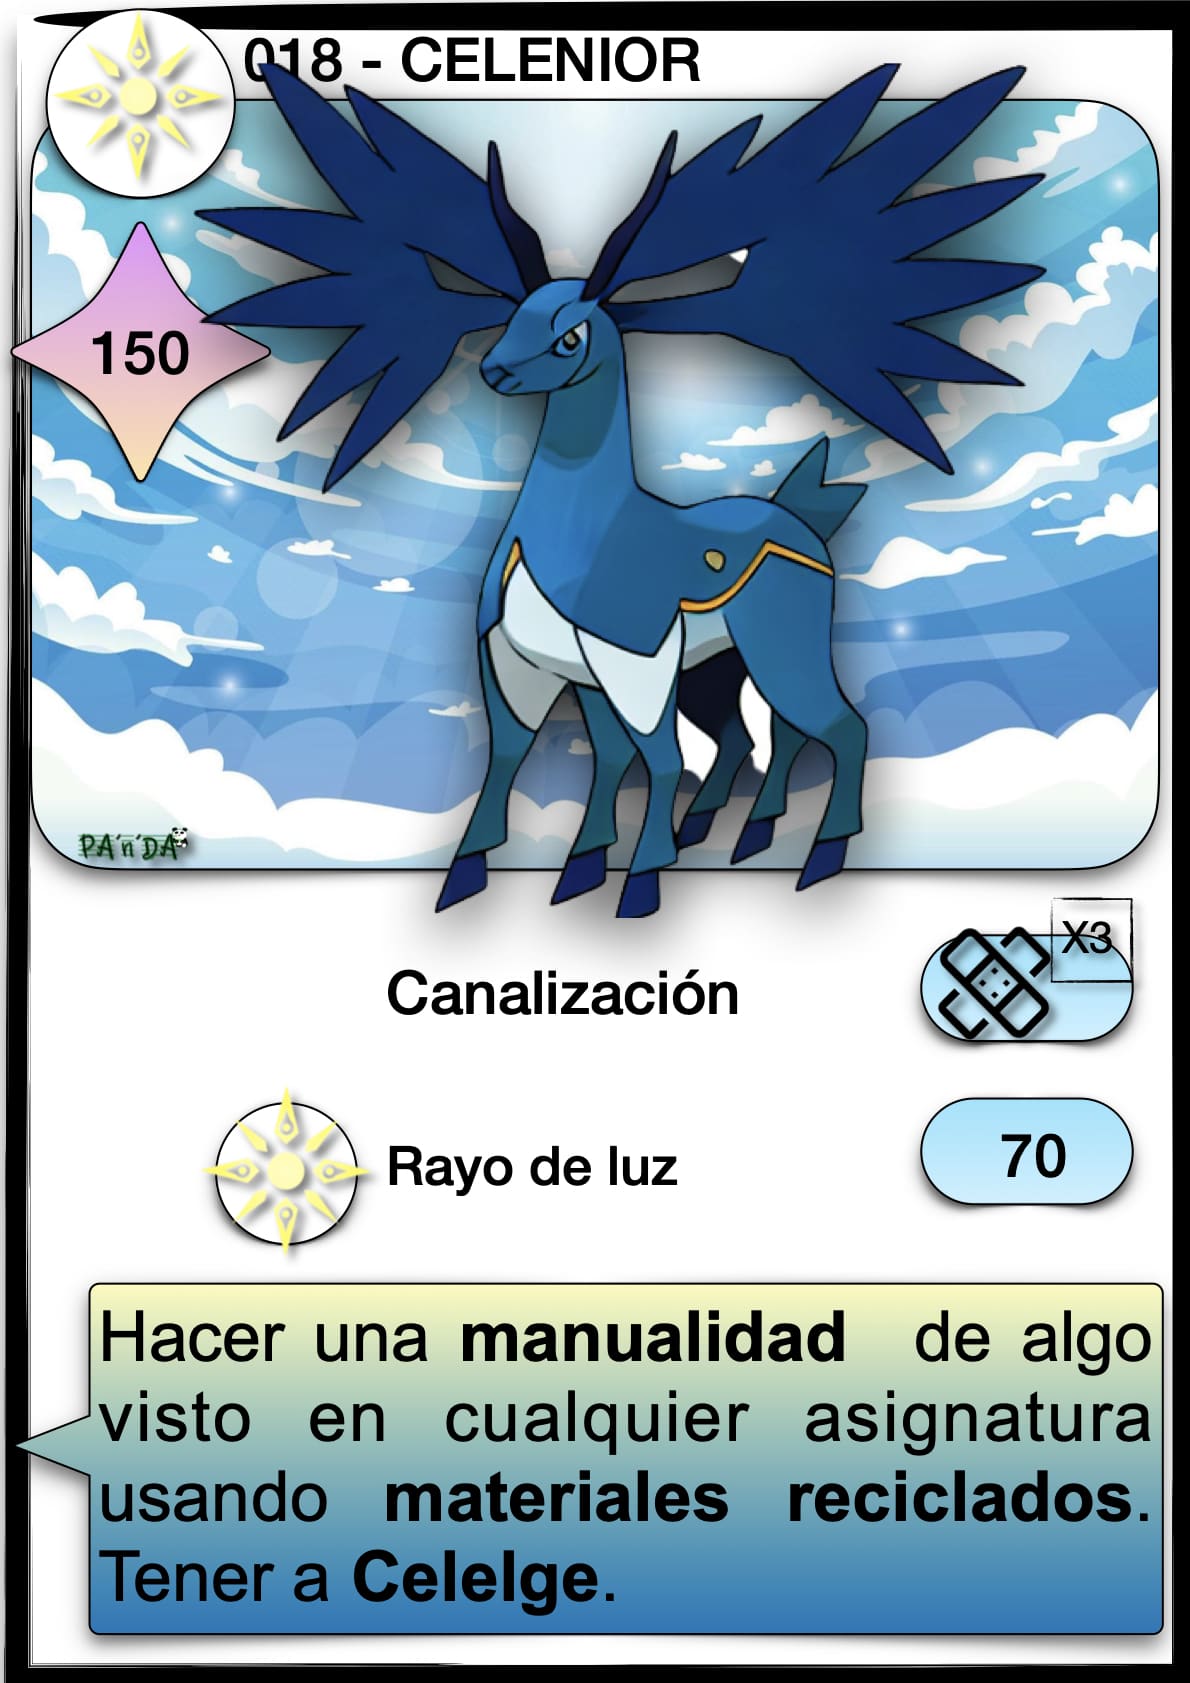 018 - CELENIOR
150
PA'n'DA
X3
Canalización
Rayo de luz
70
Hacer una manualidad de algo
visto en cualquier asignatura
usando materiales reciclados.
Tener a Celelge.